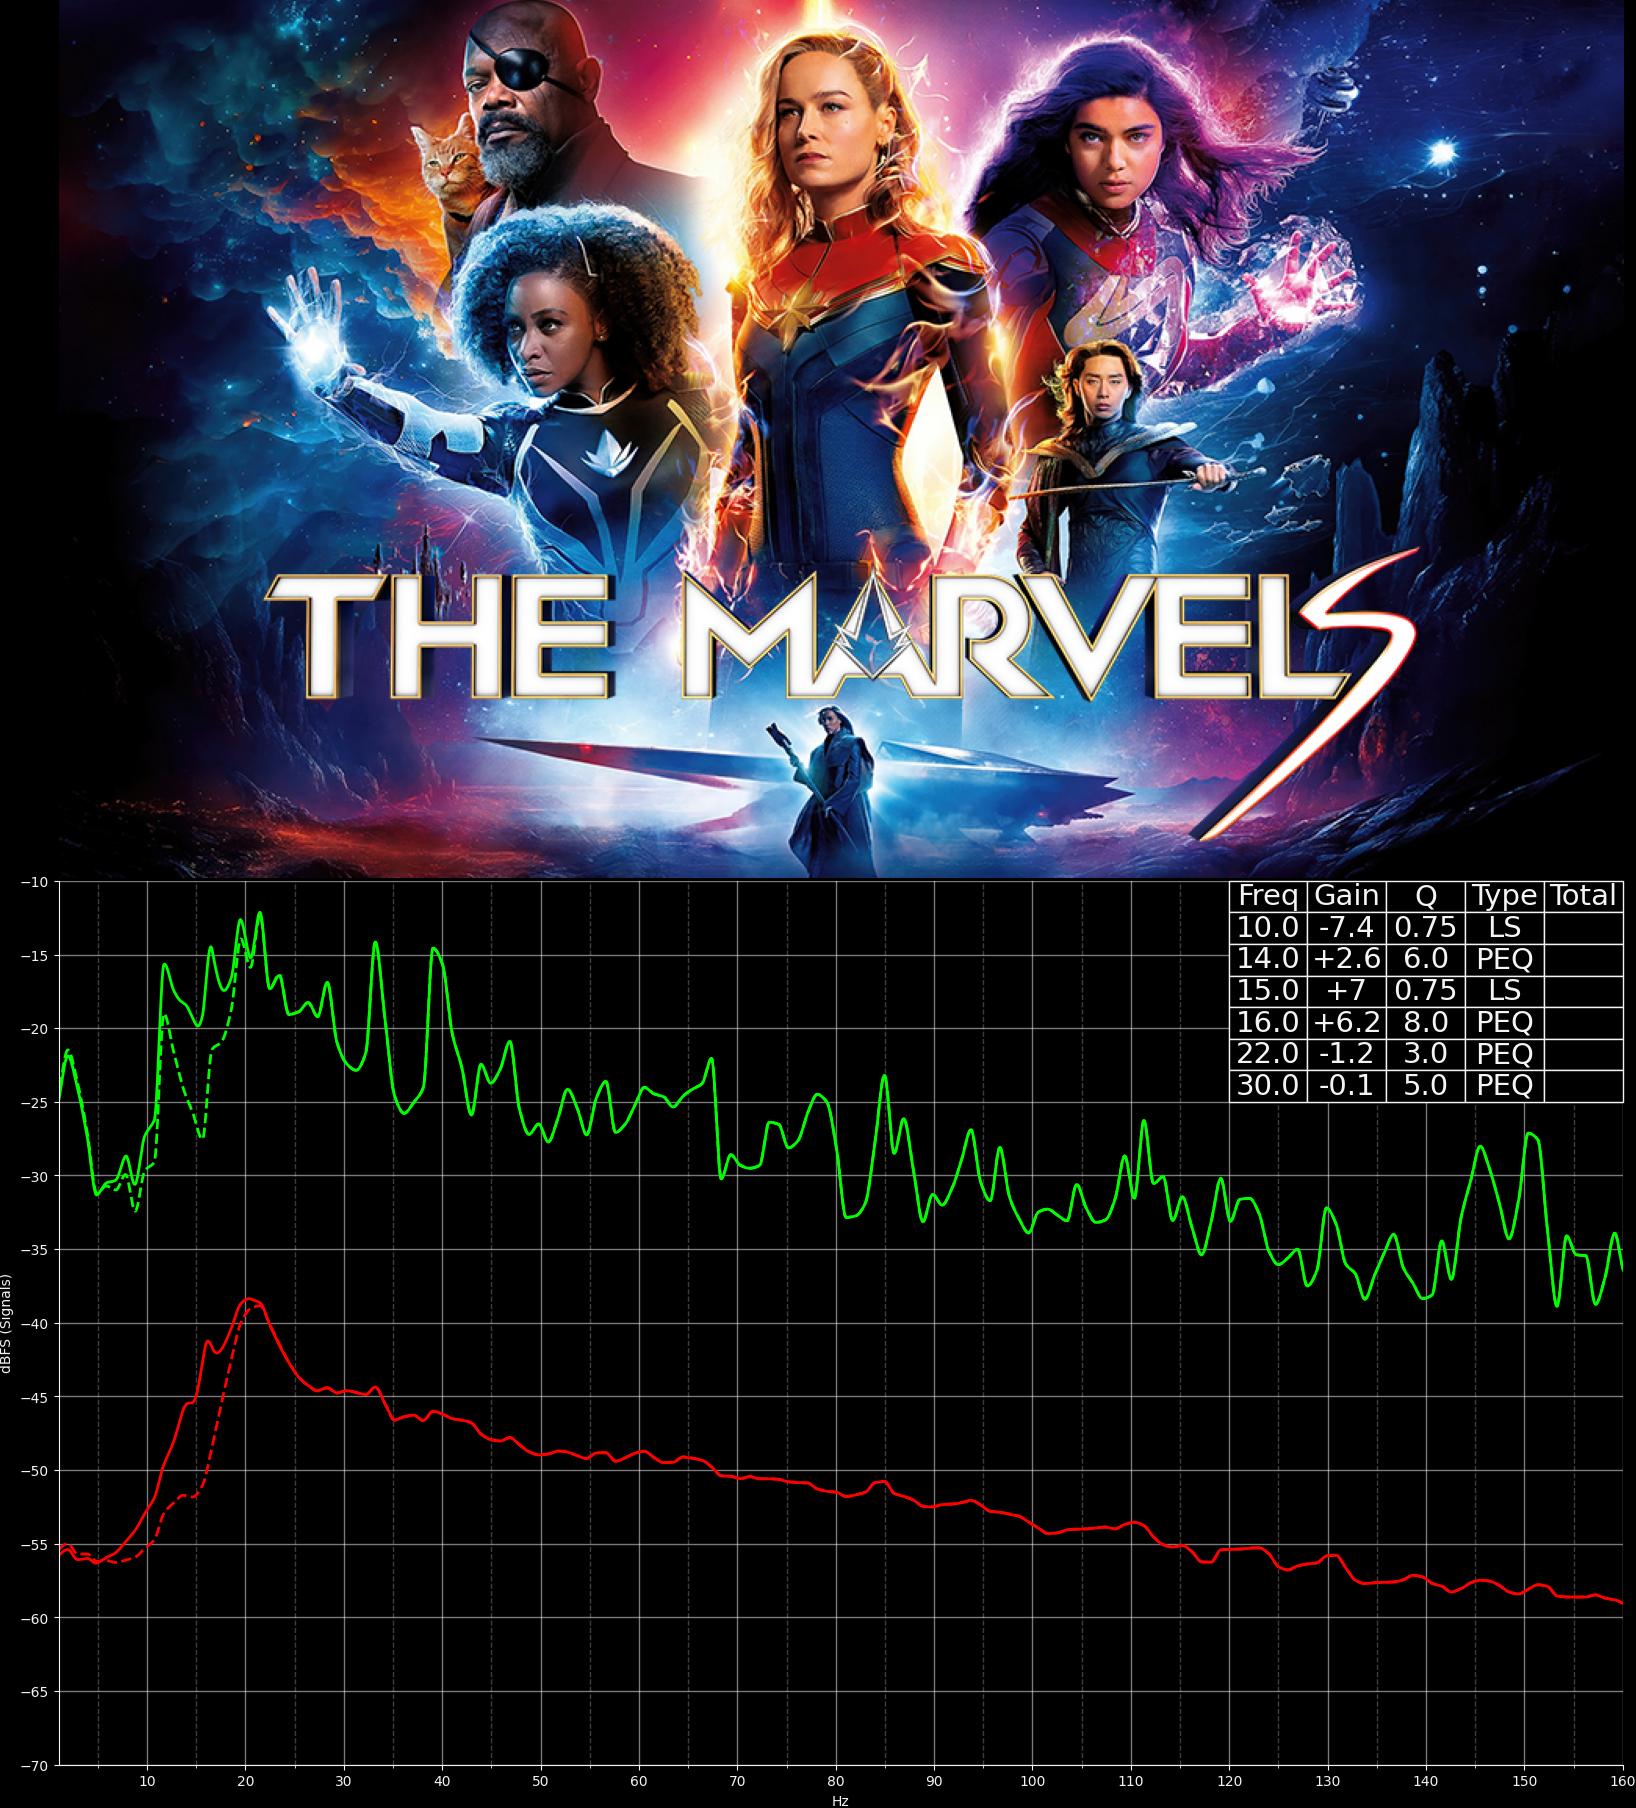 THE MARVELS
Freq Gain Q Type Total
10.0 -7.4 0.75 LS
14.0 +2.6 6.0 PEQ
15.0 +7 0.75 LS
16.0 +6.2 8.0 PEQ
22.0 -1.2 3.0 PEQ
30.0 -0.1 5.0 PEQ
−10
−15
−20
−25
−30
−35
−40
−45
−50
−55
−60
−65
−70
dBFS (Signals)
10 20 30 40 50 60 70 80 90 100 110 120 130 140 150 160
Hz